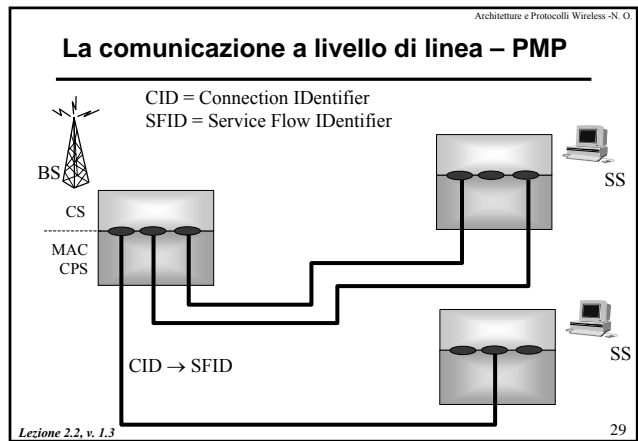 Architetture e Protocolli Wireless -N. O.
La comunicazione a livello di linea – PMP
CID = Connection IDentifier
SFID = Service Flow IDentifier
BS
SS
CS
MAC
CPS
CID → SFID
SS
Lezione 2.2, v. 1.3
29